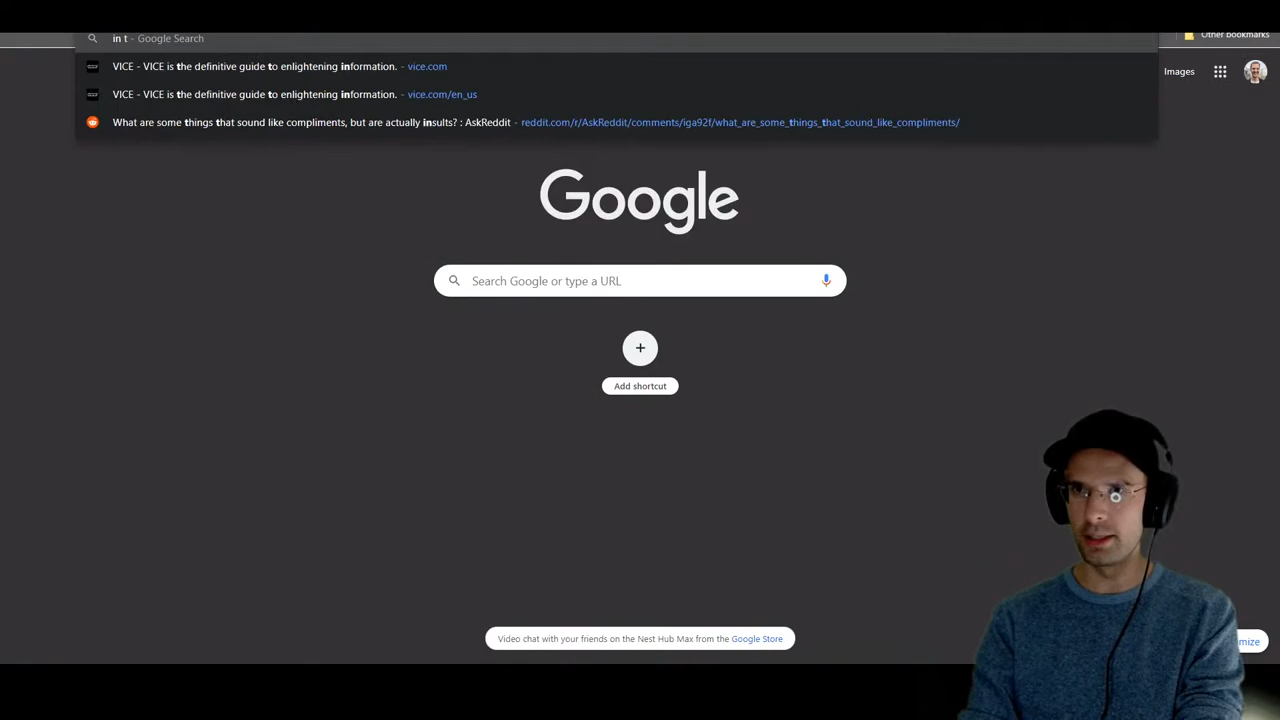 in t - Google Search
Other bookmarks
VICE - VICE is the definitive guide to enlightening information. - vice.com
VICE - VICE is the definitive guide to enlightening information. - vice.com/en_us
What are some things that sound like compliments, but are actually insults? : AskReddit - reddit.com/r/AskReddit/comments/iga92f/what_are_some_things_that_sound_like_compliments/
Images
Google
Search Google or type a URL
Add shortcut
Video chat with your friends on the Nest Hub Max from the Google Store
mize